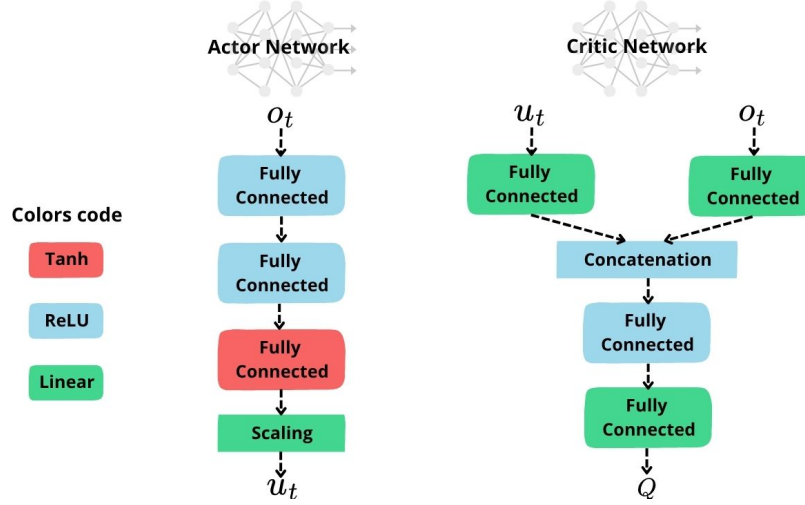 Actor Network
Critic Network
o_t
u_t
o_t
Fully
Connected
Fully
Connected
Fully
Connected
Colors code
Tanh
ReLU
Linear
Fully
Connected
Concatenation
Fully
Connected
Fully
Connected
Fully
Connected
Scaling
u_t
Q